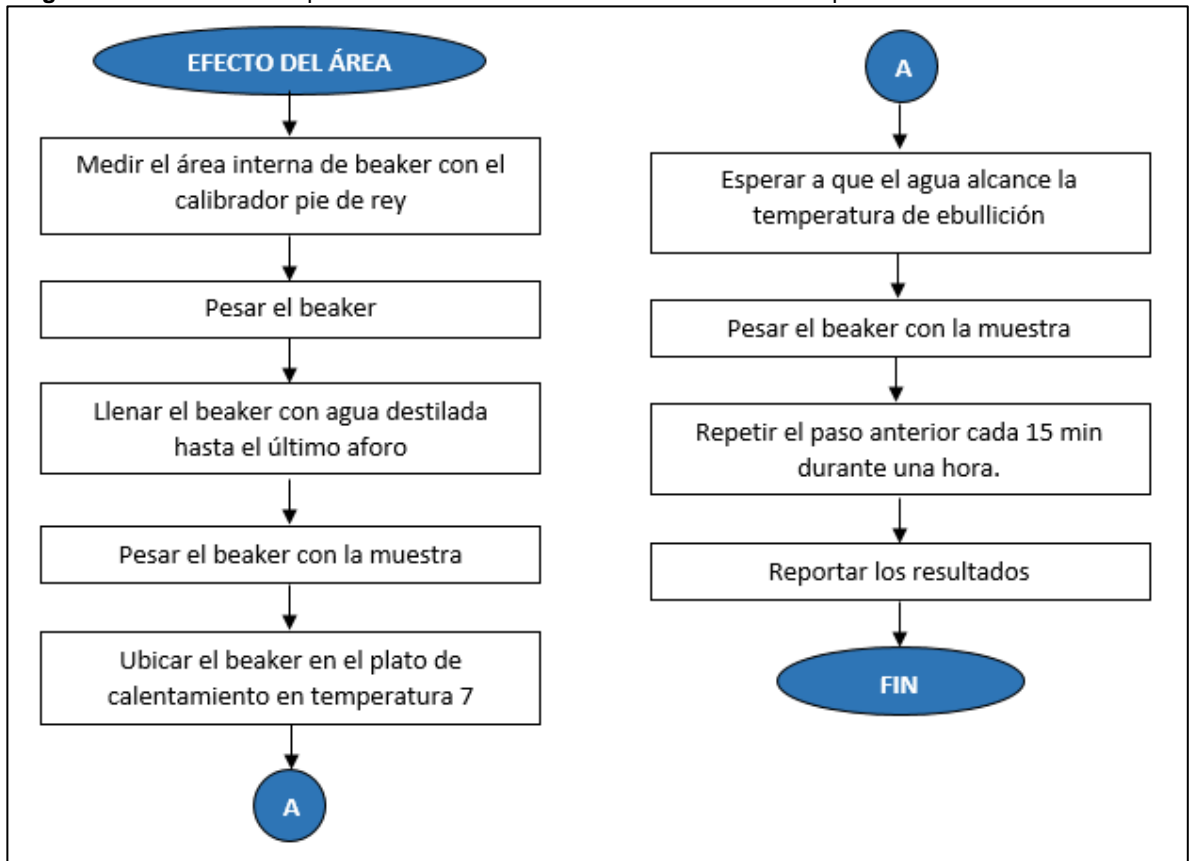 EFECTO DEL ÁREA
Medir el área interna de beaker con el
calibrador pie de rey
Pesar el beaker
Llenar el beaker con agua destilada
hasta el último aforo
Pesar el beaker con la muestra
Ubicar el beaker en el plato de
calentamiento en temperatura 7
A
A
Esperar a que el agua alcance la
temperatura de ebullición
Pesar el beaker con la muestra
Repetir el paso anterior cada 15 min
durante una hora.
Reportar los resultados
FIN